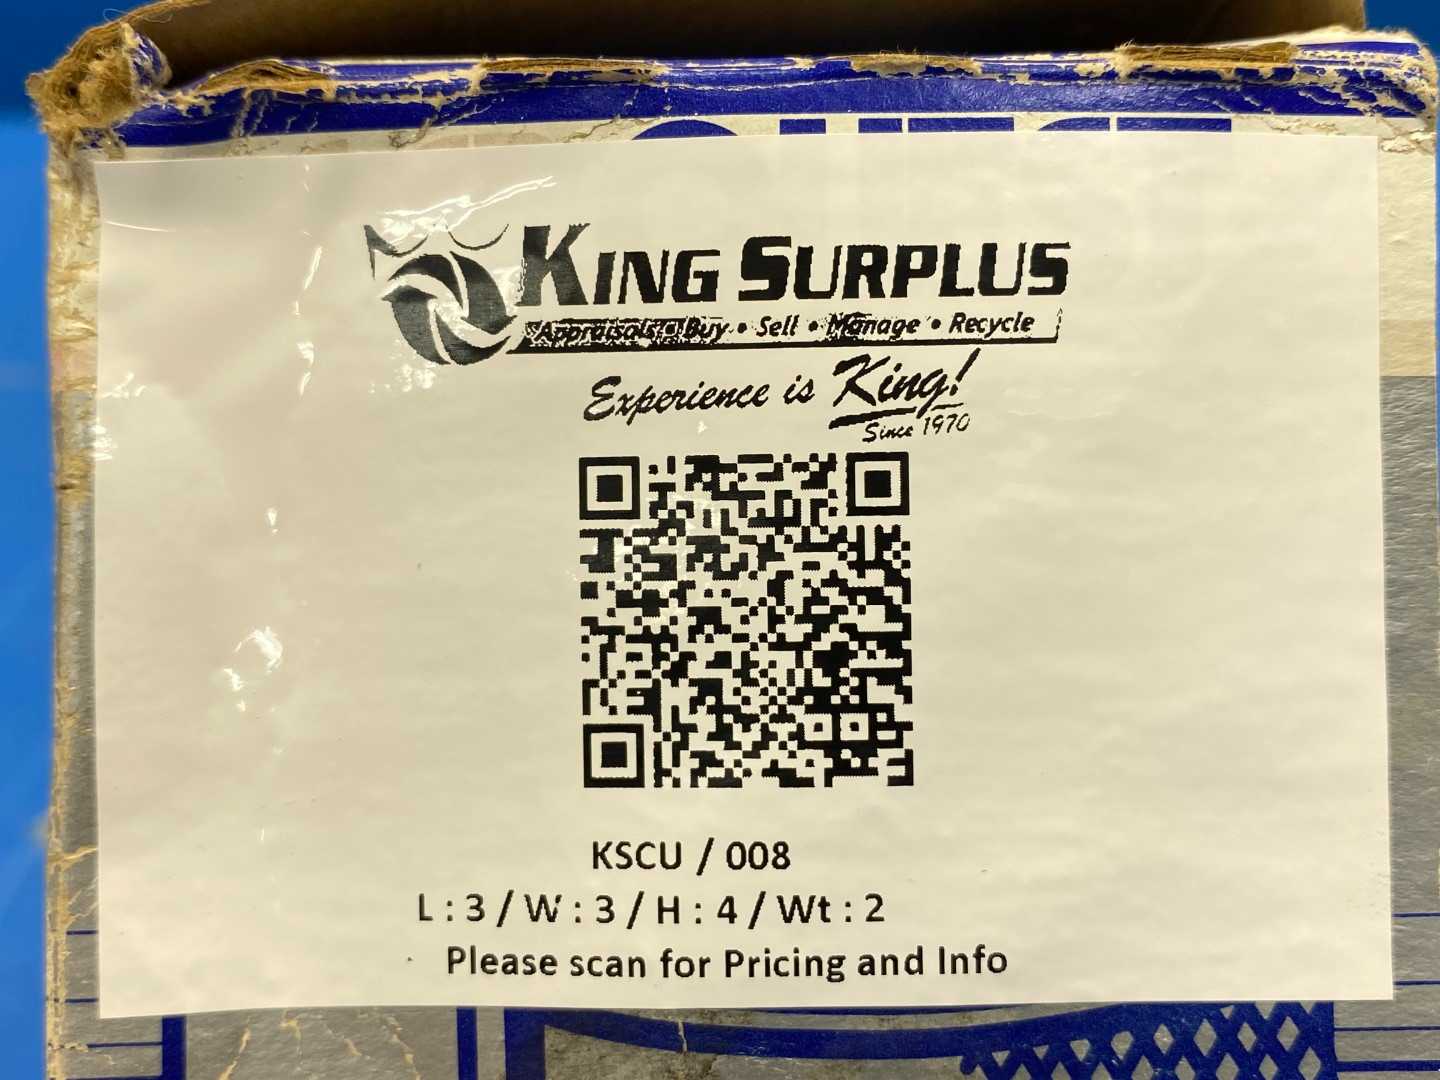 KING SURPLUS
Appraisals • Buy • Sell • Manage • Recycle
Experience is King!
Since 1970
KSCU / 008
L : 3 / W : 3 / H : 4 / Wt : 2
Please scan for Pricing and Info